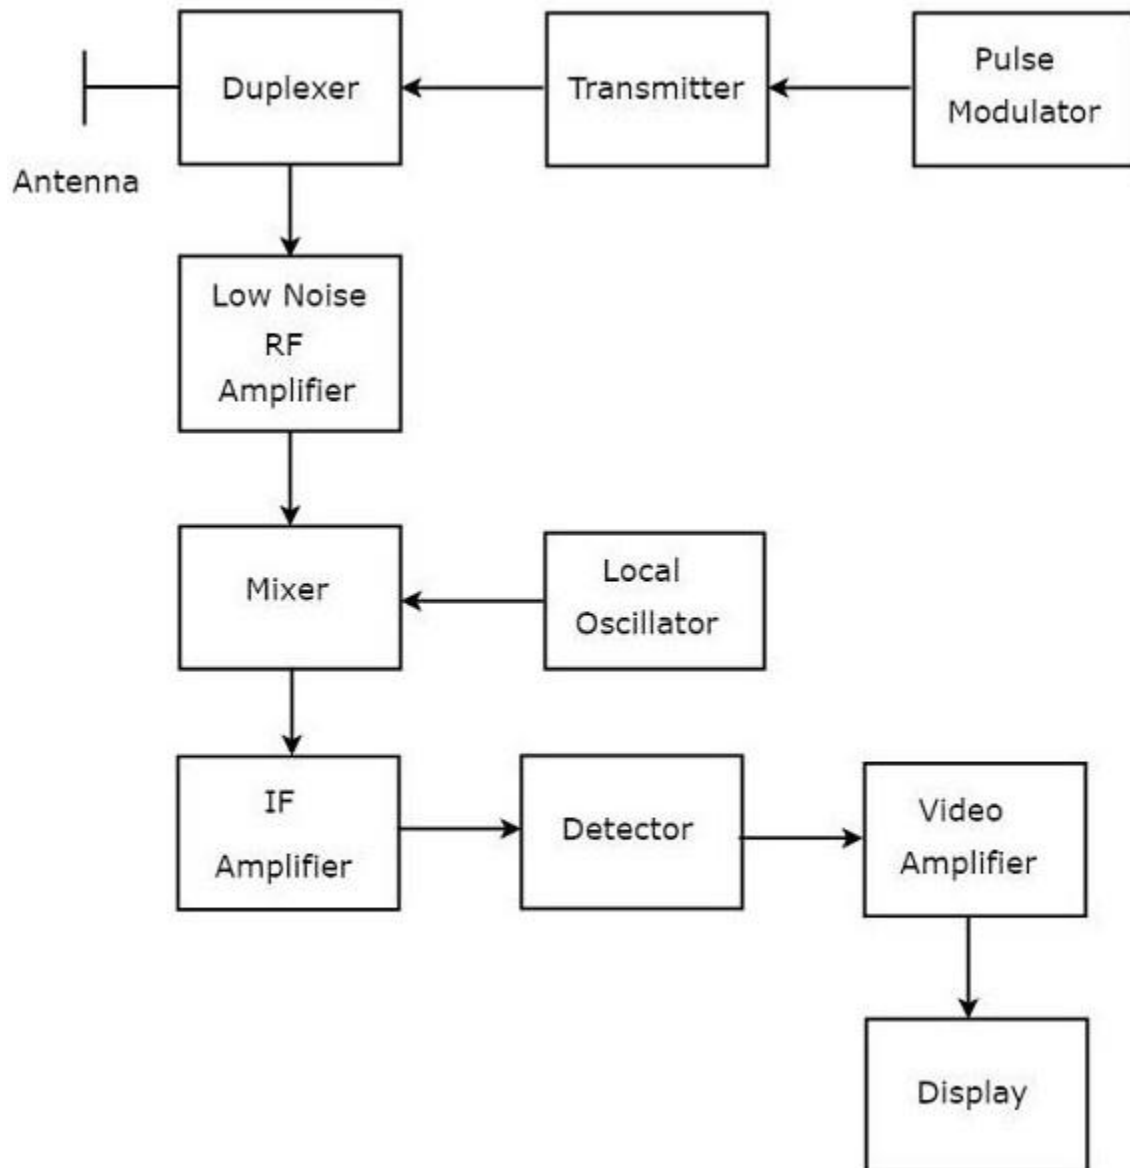 Duplexer
Transmitter
Pulse
Modulator
Antenna
Low Noise
RF
Amplifier
Mixer
Local
Oscillator
IF
Amplifier
Detector
Video
Amplifier
Display